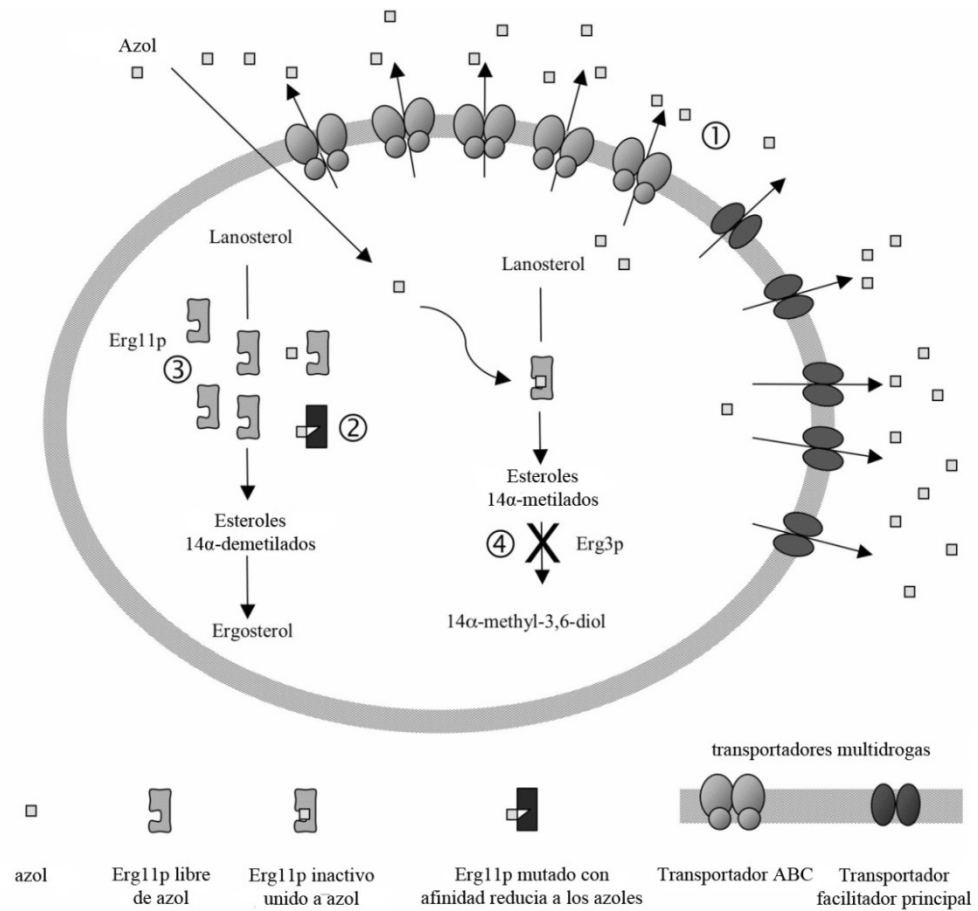 Azol
①
Lanosterol
Lanosterol
Erg11p
③
②
Esteroles
14α-metilados
④
Erg3p
Esteroles
14α-demetilados
14α-methyl-3,6-diol
Ergosterol
transportadores multidrogas
azol
Erg11p libre
de azol
Erg11p inactivo
unido a azol
Erg11p mutado con
afinidad reducia a los azoles
Transportador ABC
Transportador
facilitador principal